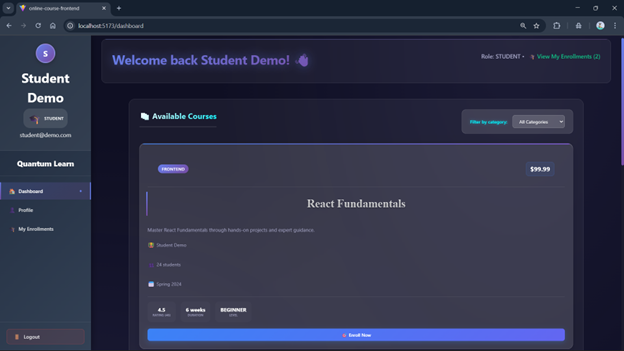 online-course-frontend
localhost:5173/dashboard
S
Student
Demo
STUDENT
student@demo.com
Quantum Learn
Dashboard
Profile
My Enrollments
Logout
Welcome back Student Demo!
Role: STUDENT •
View My Enrollments (2)
Available Courses
Filter by category:
All Categories
FRONTEND
$99.99
React Fundamentals
Master React Fundamentals through hands-on projects and expert guidance.
Student Demo
24 students
Spring 2024
4.5
6 weeks
DURATION
BEGINNER
LEVEL
Enroll Now